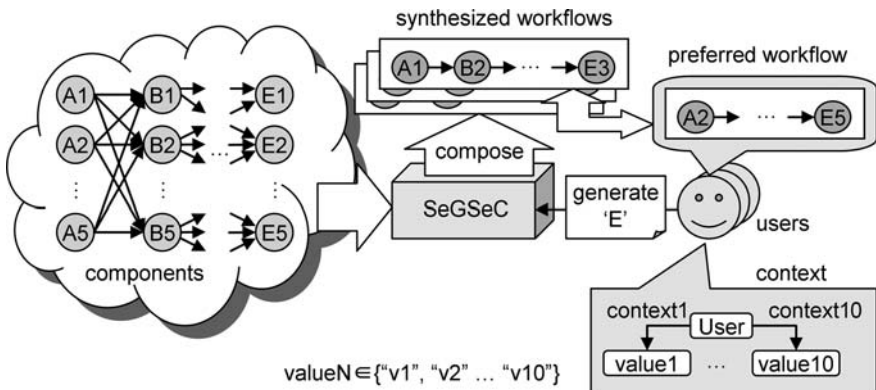 synthesized workflows
A1 B2 ... E3
preferred workflow
A2 ... E5
A1 B1 E1
A2 B2 ... E2
⋮ ⋮ ⋮
A5 B5 E5
components
compose
SeGSeC
generate
‘E’
users
context
context1 context10
User
value1 ... value10
valueN∈{“v1”, “v2” ... “v10”}